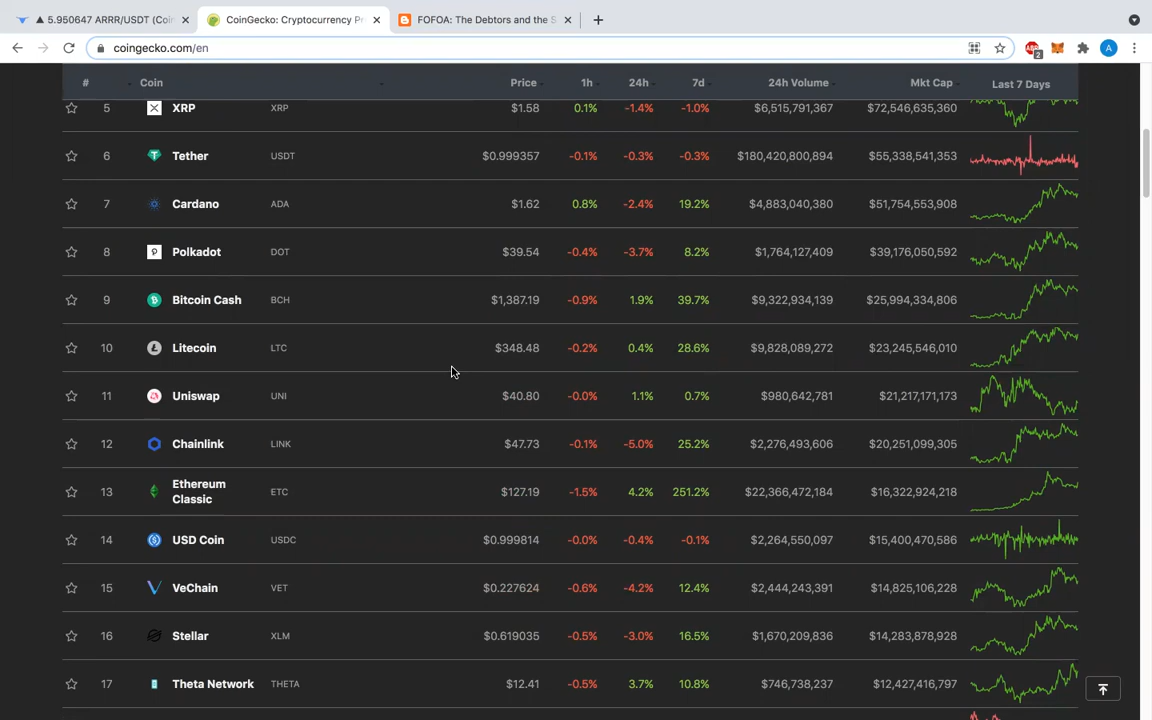 ▲ 5.950647 ARRR/USDT (Coin
CoinGecko: Cryptocurrency Pr
FOFOA: The Debtors and the S
coingecko.com/en
ABP
2
A
# Coin Price 1h 24h 7d 24h Volume Mkt Cap Last 7 Days
5 XRP XRP $1.58 0.1% -1.4% -1.0% $6,515,791,367 $72,546,635,360
6 Tether USDT $0.999357 -0.1% -0.3% -0.3% $180,420,800,894 $55,338,541,353
7 Cardano ADA $1.62 0.8% -2.4% 19.2% $4,883,040,380 $51,754,553,908
8 Polkadot DOT $39.54 -0.4% -3.7% 8.2% $1,764,127,409 $39,176,050,592
9 Bitcoin Cash BCH $1,387.19 -0.9% 1.9% 39.7% $9,322,934,139 $25,994,334,806
10 Litecoin LTC $348.48 -0.2% 0.4% 28.6% $9,828,089,272 $23,245,546,010
11 Uniswap UNI $40.80 -0.0% 1.1% 0.7% $980,642,781 $21,217,171,173
12 Chainlink LINK $47.73 -0.1% -5.0% 25.2% $2,276,493,606 $20,251,099,305
13 Ethereum Classic ETC $127.19 -1.5% 4.2% 251.2% $22,366,472,184 $16,322,924,218
14 USD Coin USDC $0.999814 -0.0% -0.4% -0.1% $2,264,550,097 $15,400,470,586
15 VeChain VET $0.227624 -0.6% -4.2% 12.4% $2,444,243,391 $14,825,106,228
16 Stellar XLM $0.619035 -0.5% -3.0% 16.5% $1,670,209,836 $14,283,878,928
17 Theta Network THETA $12.41 -0.5% 3.7% 10.8% $746,738,237 $12,427,416,797